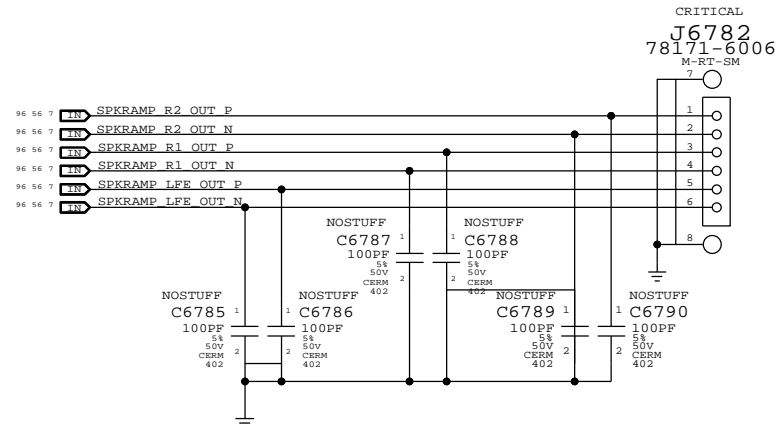 CRITICAL
J6782
78171-6006
M-RT-SM
7
96 56 7 IN SPKRAMP_R2_OUT_P 1
96 56 7 IN SPKRAMP_R2_OUT_N 2
96 56 7 IN SPKRAMP_R1_OUT_P 3
96 56 7 IN SPKRAMP_R1_OUT_N 4
96 56 7 IN SPKRAMP_LFE_OUT_P 5
96 56 7 IN SPKRAMP_LFE_OUT_N 6
8
NOSTUFF
C6787 1
100PF
5%
50V
CERM 2
402
NOSTUFF
1 C6788
100PF
5%
50V
2 CERM
402
NOSTUFF
C6785 1
100PF
5%
50V
CERM 2
402
NOSTUFF
1 C6786
100PF
5%
50V
2 CERM
402
NOSTUFF
C6789 1
100PF
5%
50V
CERM 2
402
NOSTUFF
1 C6790
100PF
5%
50V
2 CERM
402